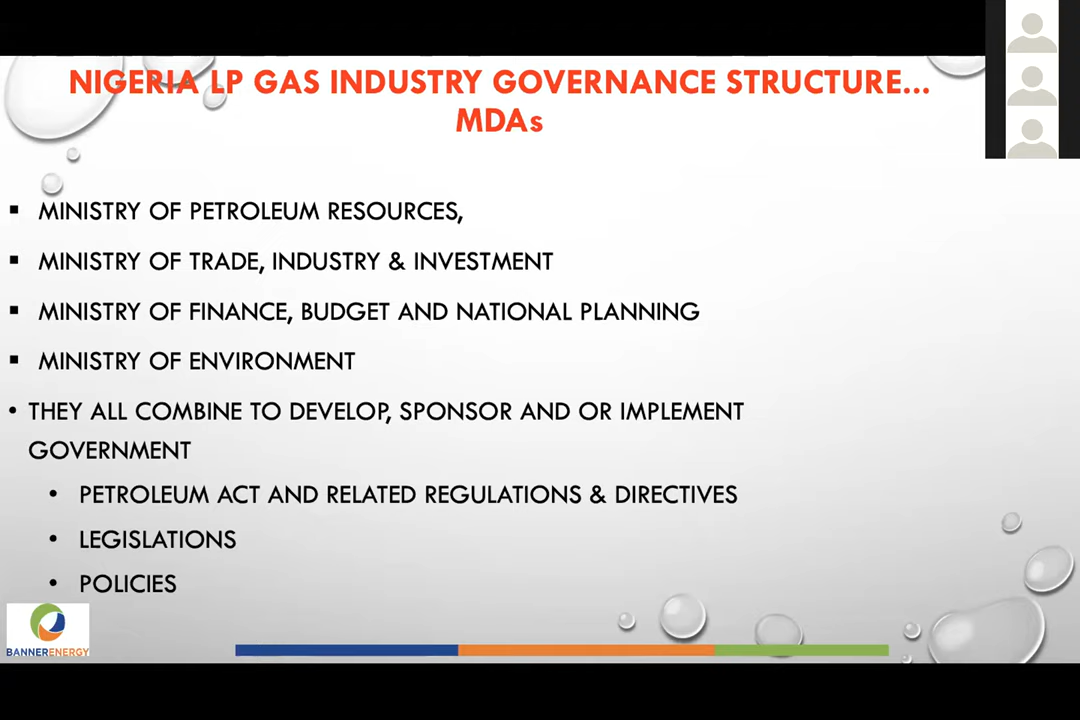 NIGERIA LP GAS INDUSTRY GOVERNANCE STRUCTURE...
MDAs
▪ MINISTRY OF PETROLEUM RESOURCES,
▪ MINISTRY OF TRADE, INDUSTRY & INVESTMENT
▪ MINISTRY OF FINANCE, BUDGET AND NATIONAL PLANNING
▪ MINISTRY OF ENVIRONMENT
• THEY ALL COMBINE TO DEVELOP, SPONSOR AND OR IMPLEMENT
GOVERNMENT
• PETROLEUM ACT AND RELATED REGULATIONS & DIRECTIVES
• LEGISLATIONS
• POLICIES
BANNERENERGY